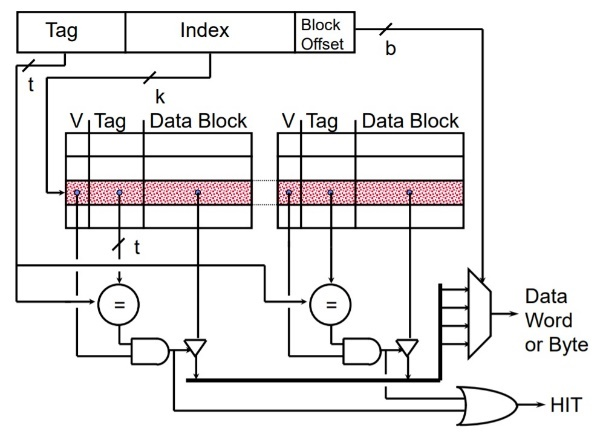 Tag Index Block
Offset
b
t
k
V Tag Data Block V Tag Data Block
t
= =
Data
Word
or Byte
HIT